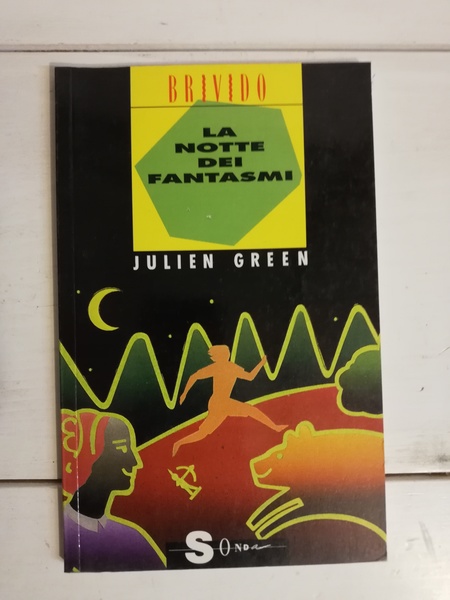 BRIVIDO
LA
NOTTE
DEI
FANTASMI
JULIEN GREEN
SONDA